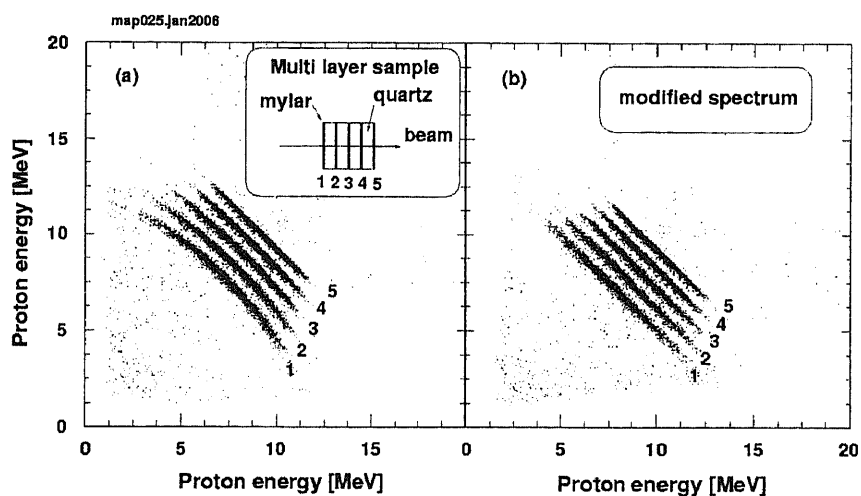 map025.jan2006
20
15
10
5
0
Proton energy [MeV]
(a)
Multi layer sample
mylar
quartz
beam
1 2 3 4 5
5
4
3
2
1
0 5 10 15
Proton energy [MeV]
(b)
modified spectrum
5
4
3
2
1
0 5 10 15 20
Proton energy [MeV]